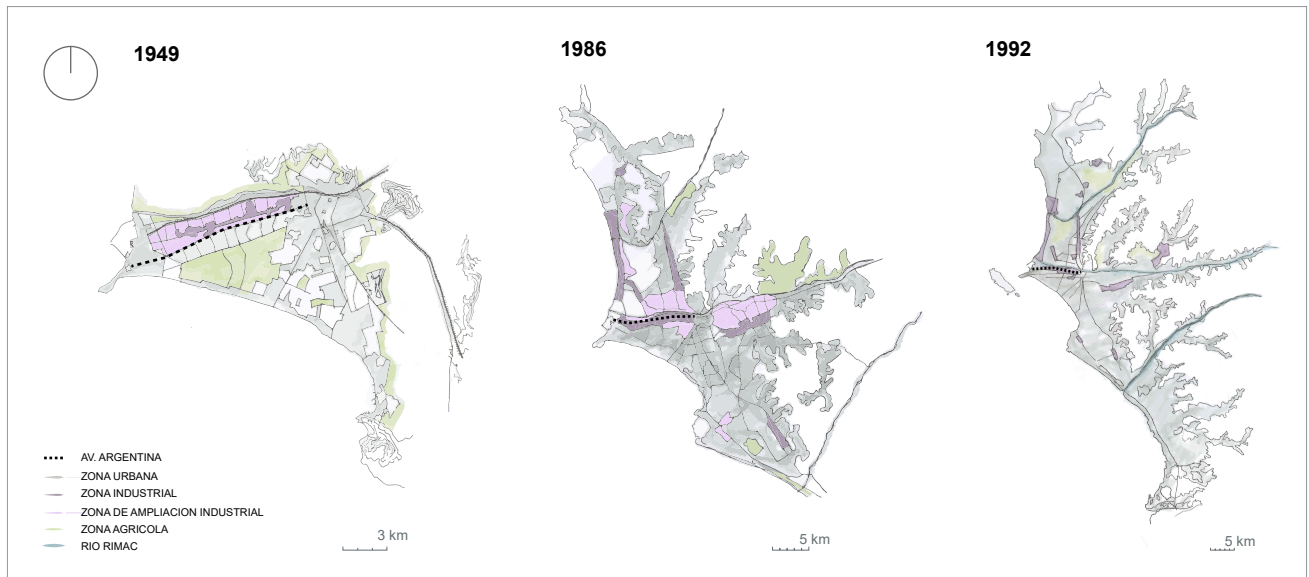 1949
1986
1992
AV. ARGENTINA
ZONA URBANA
ZONA INDUSTRIAL
ZONA DE AMPLIACION INDUSTRIAL
ZONA AGRICOLA
RIO RIMAC
3 km
5 km
5 km